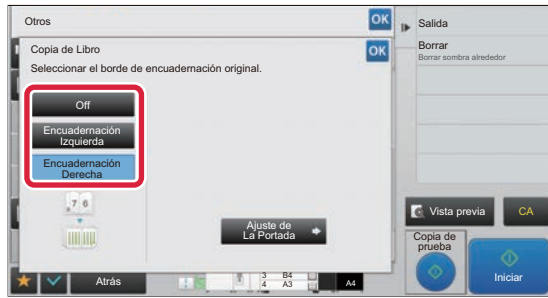 Otros
OK
Copia de Libro
OK
Seleccionar el borde de encuadernación original.
Off
Encuadernación
Izquierda
Encuadernación
Derecha
7 6
Ajuste de
La Portada
Atrás
3 B4
4 A3
A4
Salida
Borrar
Borrar sombra alrededor
Vista previa
CA
Copia de
prueba
Iniciar